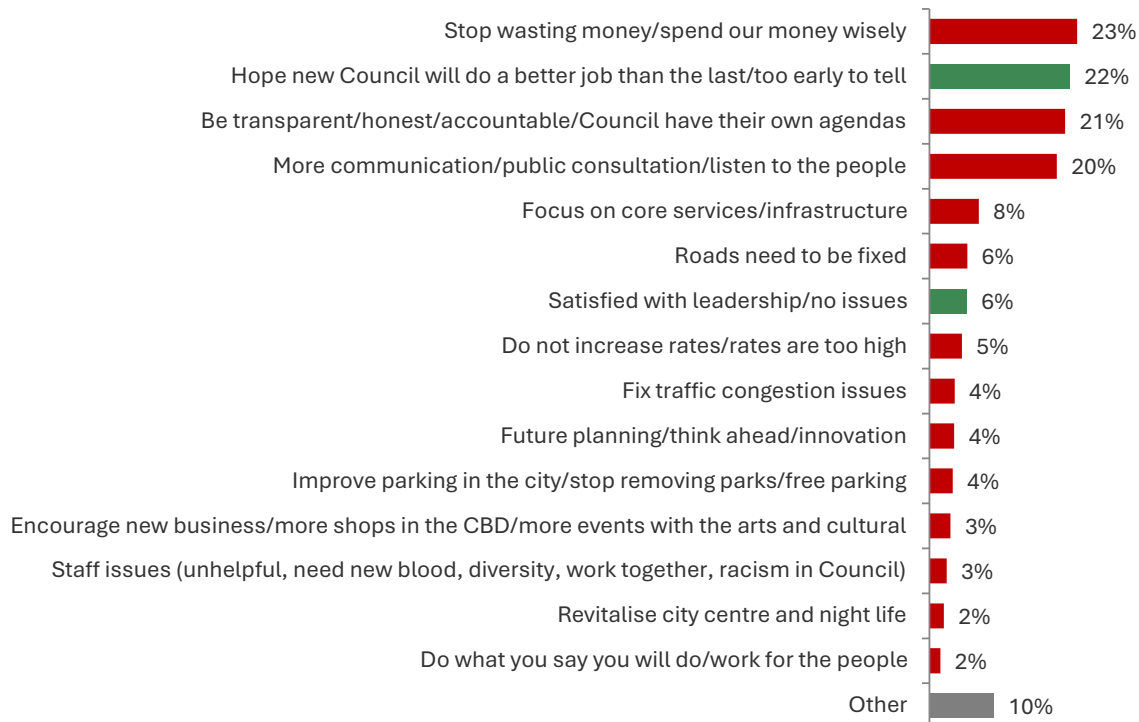 Stop wasting money/spend our money wisely 23%
Hope new Council will do a better job than the last/too early to tell 22%
Be transparent/honest/accountable/Council have their own agendas 21%
More communication/public consultation/listen to the people 20%
Focus on core services/infrastructure 8%
Roads need to be fixed 6%
Satisfied with leadership/no issues 6%
Do not increase rates/rates are too high 5%
Fix traffic congestion issues 4%
Future planning/think ahead/innovation 4%
Improve parking in the city/stop removing parks/free parking 4%
Encourage new business/more shops in the CBD/more events with the arts and cultural 3%
Staff issues (unhelpful, need new blood, diversity, work together, racism in Council) 3%
Revitalise city centre and night life 2%
Do what you say you will do/work for the people 2%
Other 10%